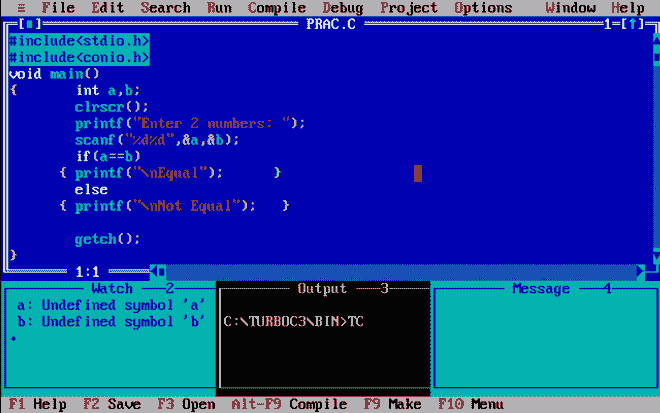 ≡ File Edit Search Run Compile Debug Project Options Window Help
[■] PRAC.C 1=[↑]
#include<stdio.h>
#include<conio.h>
void main()
{ int a,b;
clrscr();
printf("Enter 2 numbers: ");
scanf("%d%d",&a,&b);
if(a==b)
{ printf("\nEqual"); }
else
{ printf("\nNot Equal"); }
getch();
}
1:1
Watch 2
a: Undefined symbol 'a'
b: Undefined symbol 'b'
Output 3
C:\TURBOC3\BIN>TC
Message 4
F1 Help F2 Save F3 Open Alt-F9 Compile F9 Make F10 Menu